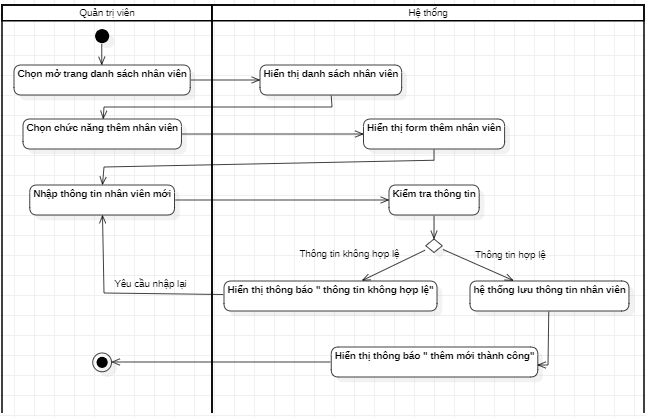 Quản trị viên
Hệ thống
Chọn mở trang danh sách nhân viên
Hiển thị danh sách nhân viên
Chọn chức năng thêm nhân viên
Hiển thị form thêm nhân viên
Nhập thông tin nhân viên mới
Kiểm tra thông tin
Thông tin không hợp lệ
Thông tin hợp lệ
Yêu cầu nhập lại
Hiển thị thông báo " thông tin không hợp lệ"
hệ thống lưu thông tin nhân viên
Hiển thị thông báo " thêm mới thành công"